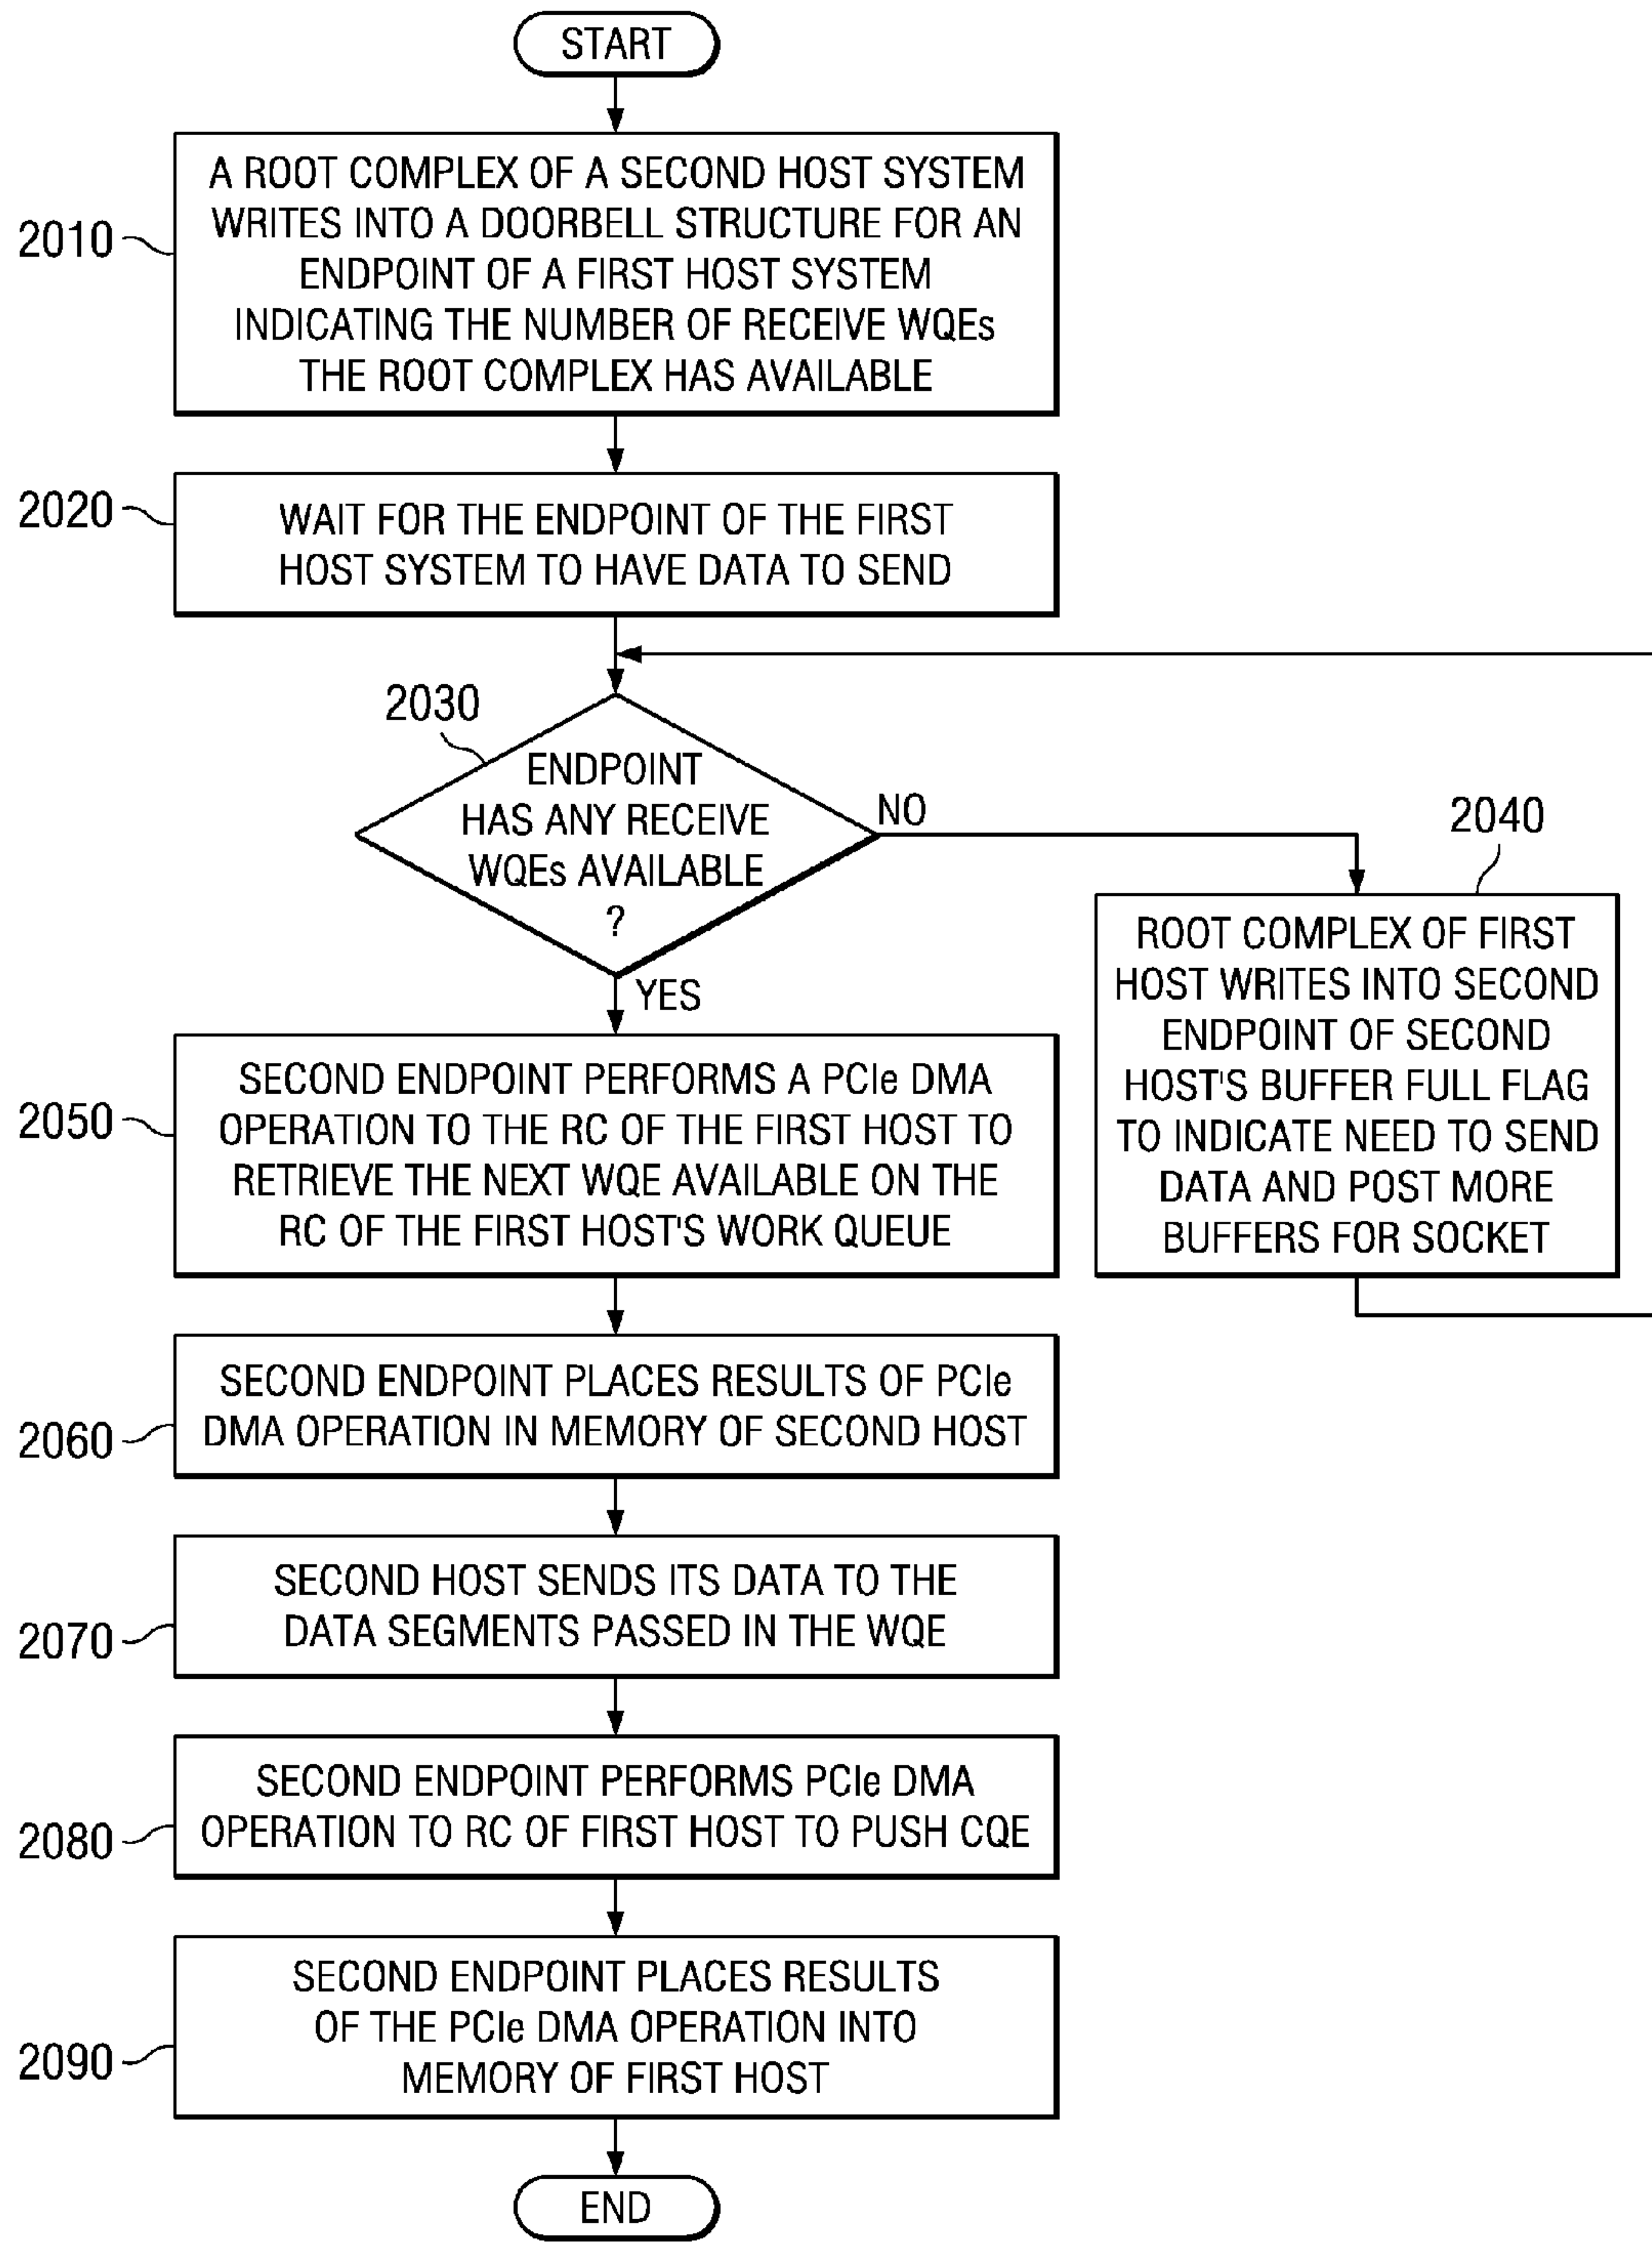 START
2010
A ROOT COMPLEX OF A SECOND HOST SYSTEM
WRITES INTO A DOORBELL STRUCTURE FOR AN
ENDPOINT OF A FIRST HOST SYSTEM
INDICATING THE NUMBER OF RECEIVE WQEs
THE ROOT COMPLEX HAS AVAILABLE
2020
WAIT FOR THE ENDPOINT OF THE FIRST
HOST SYSTEM TO HAVE DATA TO SEND
2030
ENDPOINT
HAS ANY RECEIVE
WQEs AVAILABLE
?
NO
YES
2040
ROOT COMPLEX OF FIRST
HOST WRITES INTO SECOND
ENDPOINT OF SECOND
HOST'S BUFFER FULL FLAG
TO INDICATE NEED TO SEND
DATA AND POST MORE
BUFFERS FOR SOCKET
2050
SECOND ENDPOINT PERFORMS A PCIe DMA
OPERATION TO THE RC OF THE FIRST HOST TO
RETRIEVE THE NEXT WQE AVAILABLE ON THE
RC OF THE FIRST HOST'S WORK QUEUE
2060
SECOND ENDPOINT PLACES RESULTS OF PCIe
DMA OPERATION IN MEMORY OF SECOND HOST
2070
SECOND HOST SENDS ITS DATA TO THE
DATA SEGMENTS PASSED IN THE WQE
2080
SECOND ENDPOINT PERFORMS PCIe DMA
OPERATION TO RC OF FIRST HOST TO PUSH CQE
2090
SECOND ENDPOINT PLACES RESULTS
OF THE PCIe DMA OPERATION INTO
MEMORY OF FIRST HOST
END